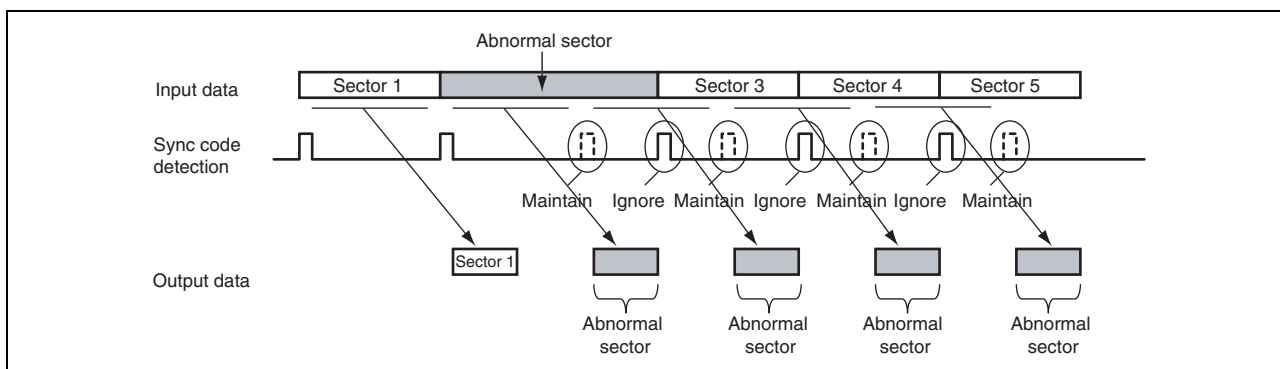 Abnormal sector
Input data
Sector 1
Sector 3
Sector 4
Sector 5
Sync code
detection
Maintain
Ignore
Maintain
Ignore
Maintain
Ignore
Maintain
Output data
Sector 1
Abnormal
sector
Abnormal
sector
Abnormal
sector
Abnormal
sector